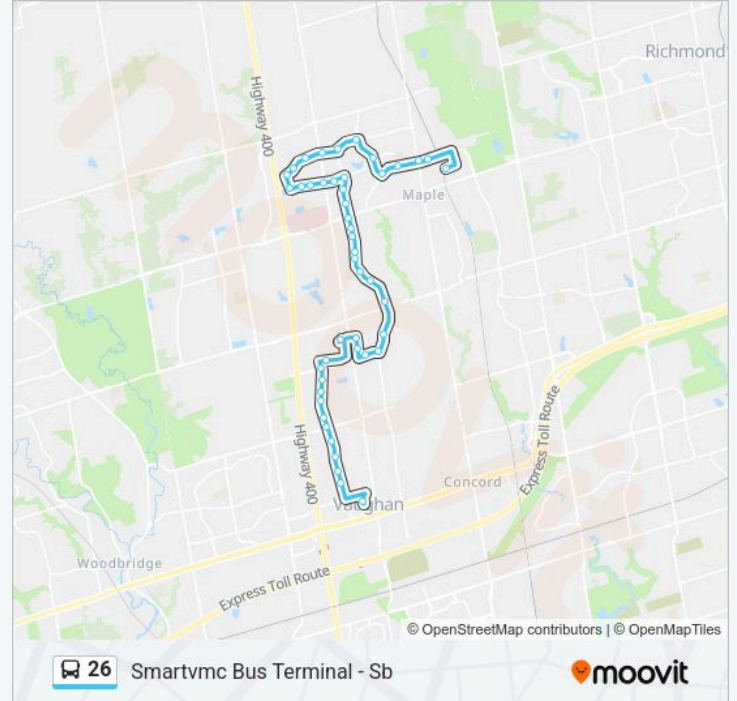 Richmond
Highway 400
Maple
Express Toll Route
Highway 400
Concord
Vaughan
Woodbridge
Express Toll Route
© OpenStreetMap contributors | © OpenMapTiles
26 Smartvmc Bus Terminal - Sb
moovit